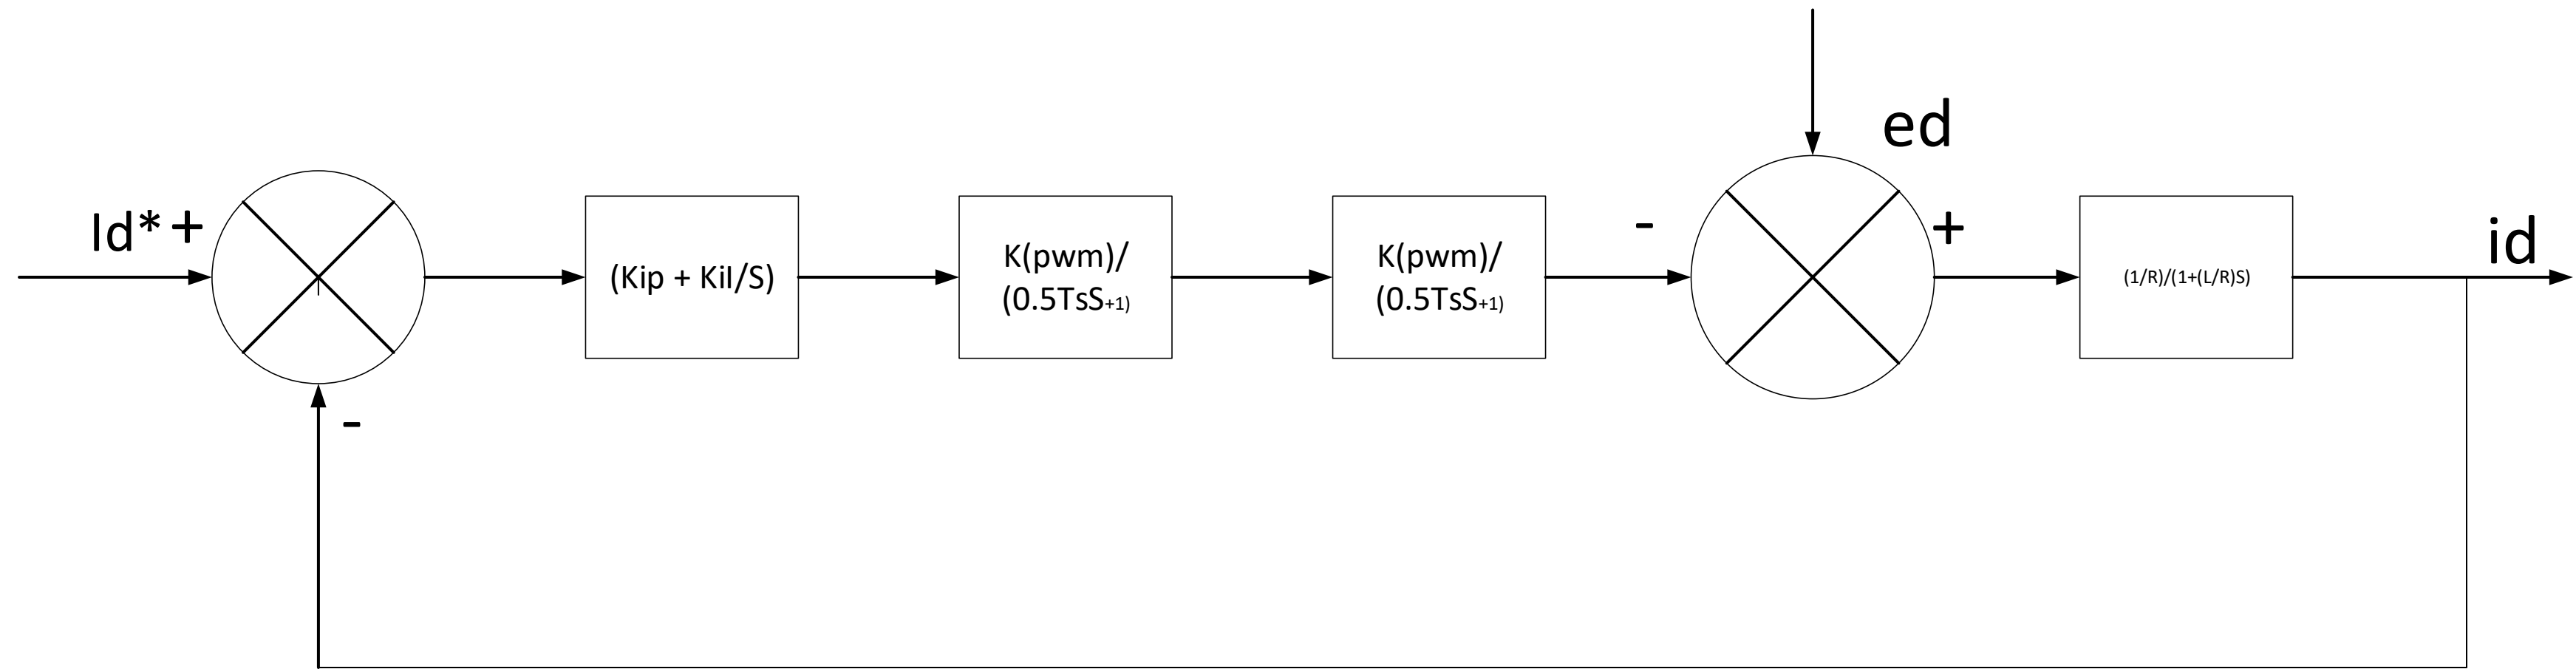 ed
Id* +
(Kip + KiI/S)
K(pwm)/
(0.5TsS+1)
K(pwm)/
(0.5TsS+1)
-
+
(1/R)/(1+(L/R)S)
id
-